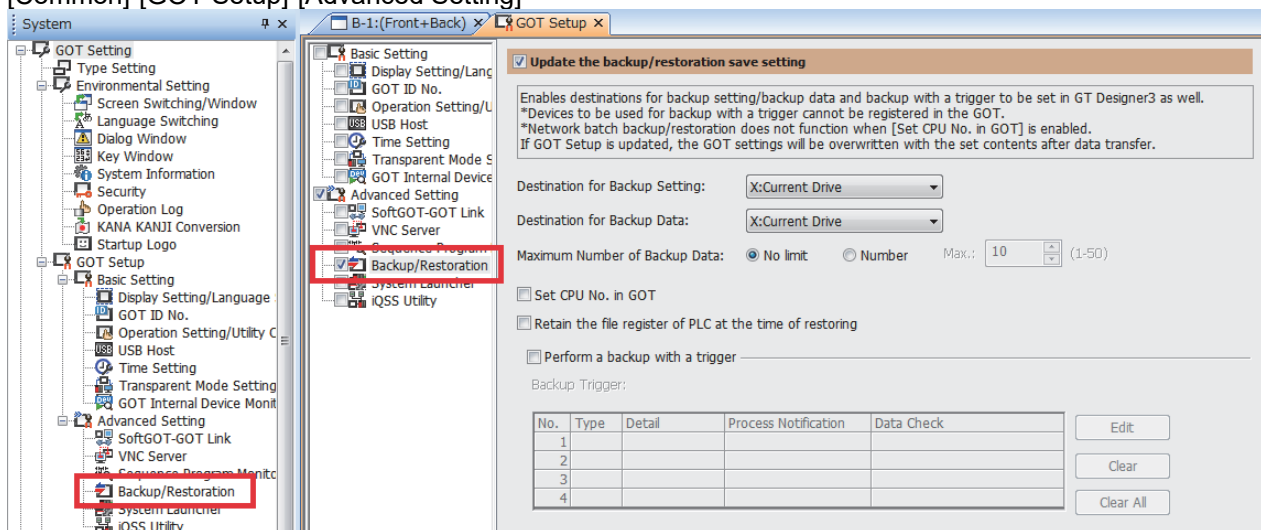 [Common]-[GOT Setup]-[Advanced Setting]
System
B-1:(Front+Back)
GOT Setup
GOT Setting
Type Setting
Environmental Setting
Screen Switching/Window
Language Switching
Dialog Window
Key Window
System Information
Security
Operation Log
KANA KANJI Conversion
Startup Logo
GOT Setup
Basic Setting
Display Setting/Language
GOT ID No.
Operation Setting/Utility C
USB Host
Time Setting
Transparent Mode Setting
GOT Internal Device Monit
Advanced Setting
SoftGOT-GOT Link
VNC Server
Sequence Program Monito
Backup/Restoration
System Launcher
iQSS Utility
Basic Setting
Display Setting/Lang
GOT ID No.
Operation Setting/U
USB Host
Time Setting
Transparent Mode S
GOT Internal Device
Advanced Setting
SoftGOT-GOT Link
VNC Server
Sequence Program
Backup/Restoration
System Launcher
iQSS Utility
Update the backup/restoration save setting
Enables destinations for backup setting/backup data and backup with a trigger to be set in GT Designer3 as well.
*Devices to be used for backup with a trigger cannot be registered in the GOT.
*Network batch backup/restoration does not function when [Set CPU No. in GOT] is enabled.
If GOT Setup is updated, the GOT settings will be overwritten with the set contents after data transfer.
Destination for Backup Setting: X:Current Drive
Destination for Backup Data: X:Current Drive
Maximum Number of Backup Data: No limit Number Max.: 10 (1-50)
Set CPU No. in GOT
Retain the file register of PLC at the time of restoring
Perform a backup with a trigger
Backup Trigger:
No. Type Detail Process Notification Data Check
1
2
3
4
Edit
Clear
Clear All